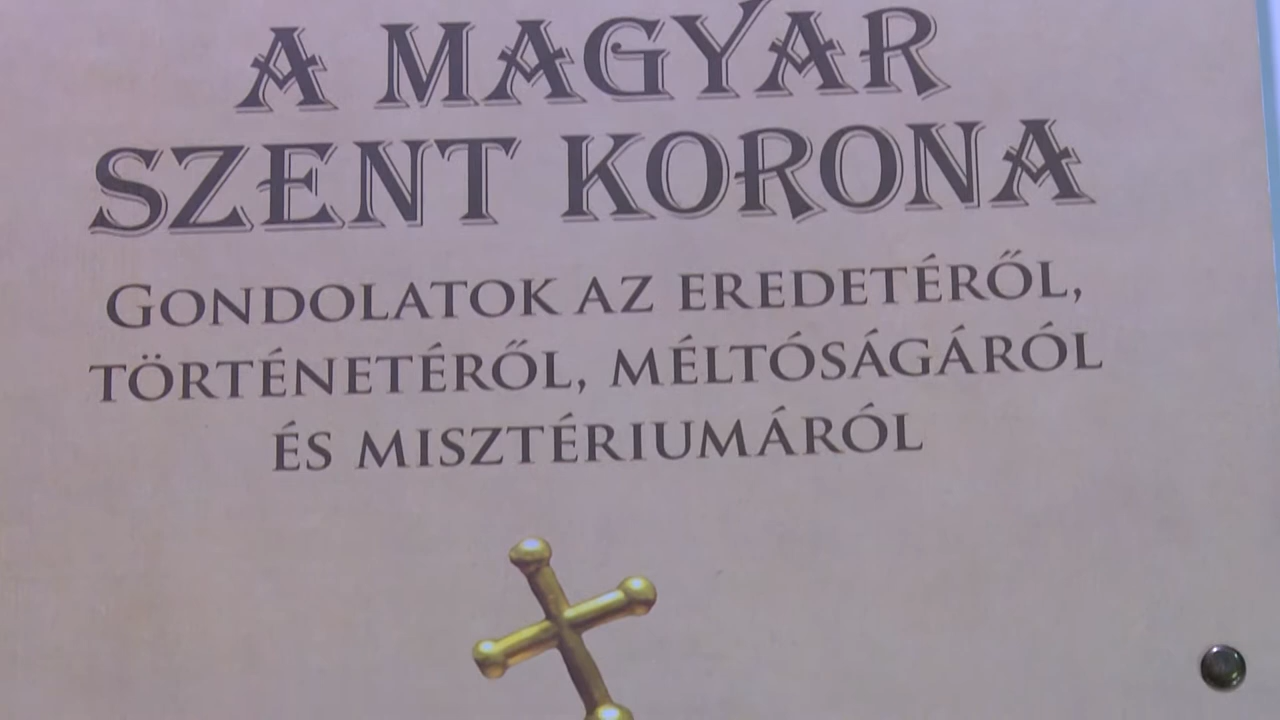 A MAGYAR
SZENT KORONA
GONDOLATOK AZ EREDETÉRŐL,
TÖRTÉNETÉRŐL, MÉLTÓSÁGÁRÓL
ÉS MISZTÉRIUMÁRÓL